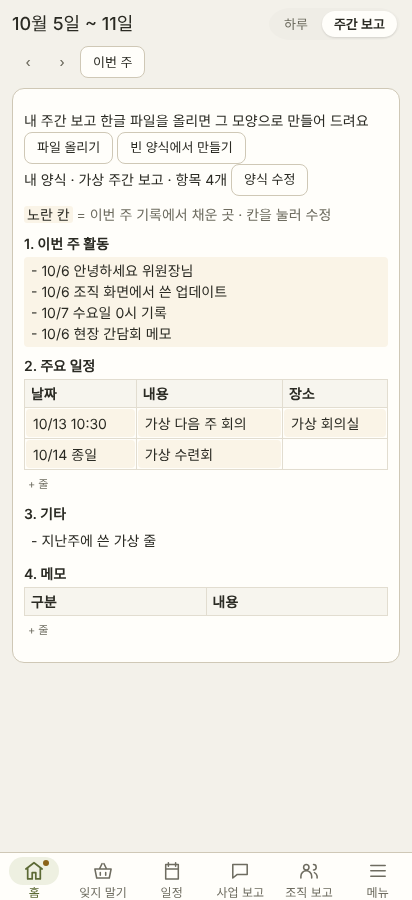 10월 5일 ~ 11일
하루 주간 보고
‹ › 이번 주
내 주간 보고 한글 파일을 올리면 그 모양으로 만들어 드려요
파일 올리기 빈 양식에서 만들기
내 양식 · 가상 주간 보고 · 항목 4개 양식 수정
노란 칸 = 이번 주 기록에서 채운 곳 · 칸을 눌러 수정
1. 이번 주 활동
- 10/6 안녕하세요 위원장님
- 10/6 조직 화면에서 쓴 업데이트
- 10/7 수요일 0시 기록
- 10/6 현장 간담회 메모
2. 주요 일정
날짜 내용 장소
10/13 10:30 가상 다음 주 회의 가상 회의실
10/14 종일 가상 수련회
+ 줄
3. 기타
- 지난주에 쓴 가상 줄
4. 메모
구분 내용
+ 줄
홈 잊지 말기 일정 사업 보고 조직 보고 메뉴